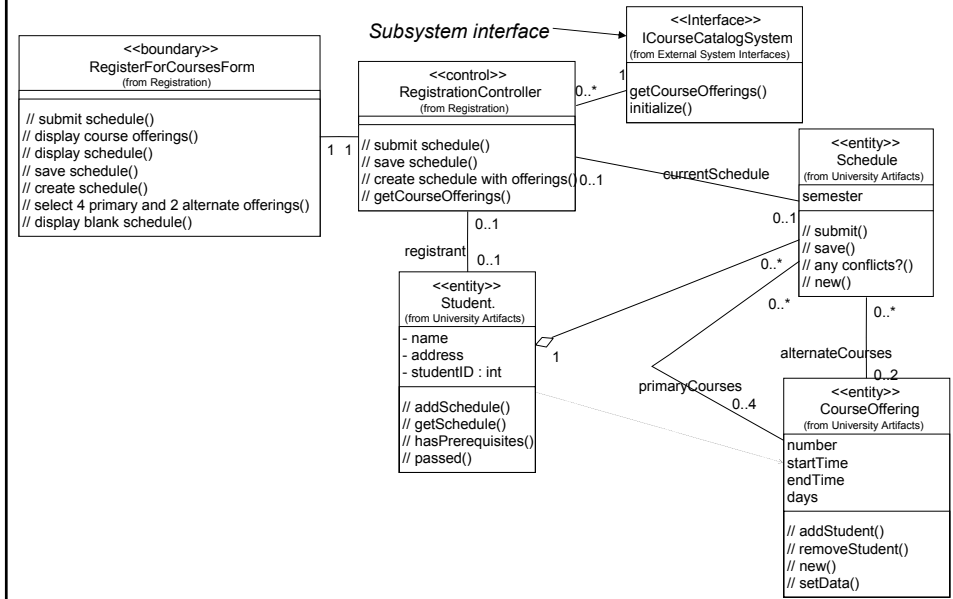 Subsystem interface
<<Interface>>
ICourseCatalogSystem
(from External System Interfaces)
getCourseOfferings()
initialize()
<<boundary>>
RegisterForCoursesForm
(from Registration)
// submit schedule()
// display course offerings()
// display schedule()
// save schedule()
// create schedule()
// select 4 primary and 2 alternate offerings()
// display blank schedule()
1
1
<<control>>
RegistrationController
(from Registration)
// submit schedule()
// save schedule()
// create schedule with offerings()
// getCourseOfferings()
0..*
1
0..1
currentSchedule
0..1
<<entity>>
Schedule
(from University Artifacts)
semester
// submit()
// save()
// any conflicts?()
// new()
0..1
registrant
0..1
<<entity>>
Student.
(from University Artifacts)
- name
- address
- studentID : int
// addSchedule()
// getSchedule()
// hasPrerequisites()
// passed()
1
0..*
0..*
primaryCourses
0..4
0..*
alternateCourses
0..2
<<entity>>
CourseOffering
(from University Artifacts)
number
startTime
endTime
days
// addStudent()
// removeStudent()
// new()
// setData()